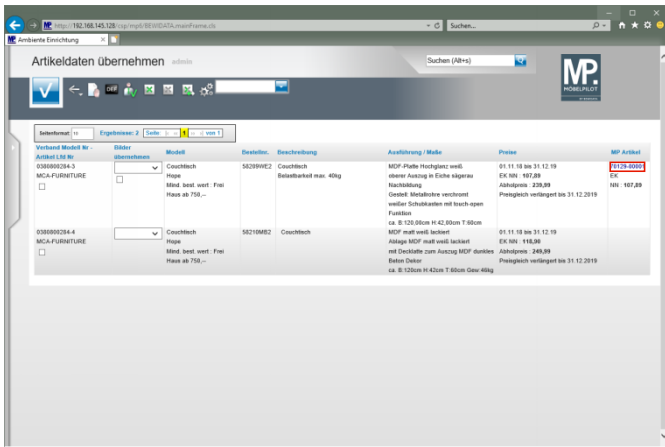 http://192.168.145.128/csp/mp6/BEWIDATA.mainFrame.cls
Suchen...
Ambiente Einrichtung
Artikeldaten übernehmen admin
Suchen (Alt+s)
MP.
MÖBELPILOT
OFF
Seitenformat: 10 Ergebnisse: 2 Seite: 1 von 1
Verband Modell Nr - Artikel Lfd Nr
Bilder übernehmen
Modell
Bestellnr.
Beschreibung
Ausführung / Maße
Preise
MP Artikel
0380800284-3
MCA-FURNITURE
Couchtisch
Hope
Mind. best. wert : Frei
Haus ab 750,--
58209WE2
Couchtisch
Belastbarkeit max. 40kg
MDF-Platte Hochglanz weiß
oberer Auszug in Eiche sägerau
Nachbildung
Gestell: Metallrohre verchromt
weißer Schubkasten mit touch-open
Funktion
ca. B:120,00cm H:42,00cm T:60cm
01.11.18 bis 31.12.19
EK NN : 107,89
Abholpreis : 239,99
Preisgleich verlängert bis 31.12.2019
70129-00001
EK
NN : 107,89
0380800284-4
MCA-FURNITURE
Couchtisch
Hope
Mind. best. wert : Frei
Haus ab 750,--
58210MB2
Couchtisch
MDF matt weiß lackiert
Ablage MDF matt weiß lackiert
mit Decklatte zum Auszug MDF dunkles
Beton Dekor
ca. B:120cm H:42cm T:60cm Gew:46kg
01.11.18 bis 31.12.19
EK NN : 118,00
Abholpreis : 249,99
Preisgleich verlängert bis 31.12.2019